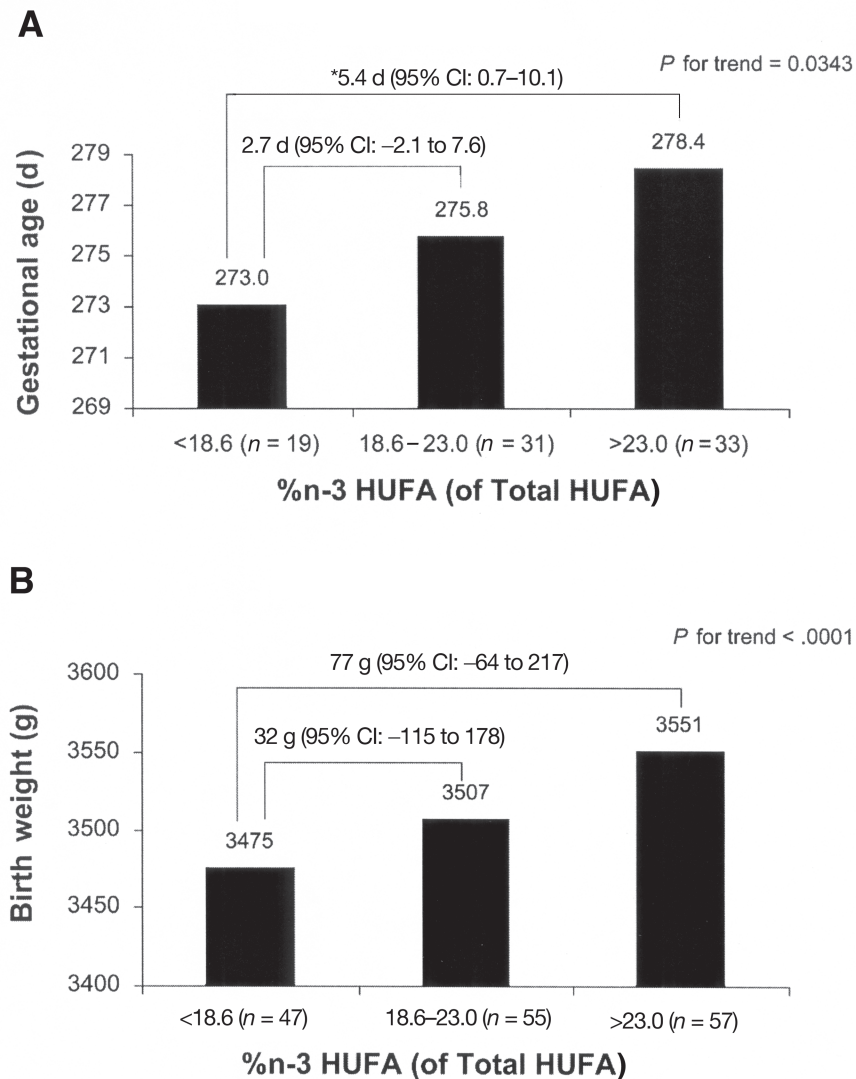 A
P for trend = 0.0343
*5.4 d (95% CI: 0.7–10.1)
2.7 d (95% CI: –2.1 to 7.6)
278.4
275.8
273.0
Gestational age (d)
279
277
275
273
271
269
<18.6 (n = 19) 18.6–23.0 (n = 31) >23.0 (n=33)
%n-3 HUFA (of Total HUFA)
B
P for trend < .0001
77 g (95% CI: –64 to 217)
32 g (95% CI: –115 to 178)
3551
3507
3475
Birth weight (g)
3600
3550
3500
3450
3400
<18.6 (n = 47) 18.6–23.0 (n = 55) >23.0 (n = 57)
%n-3 HUFA (of Total HUFA)